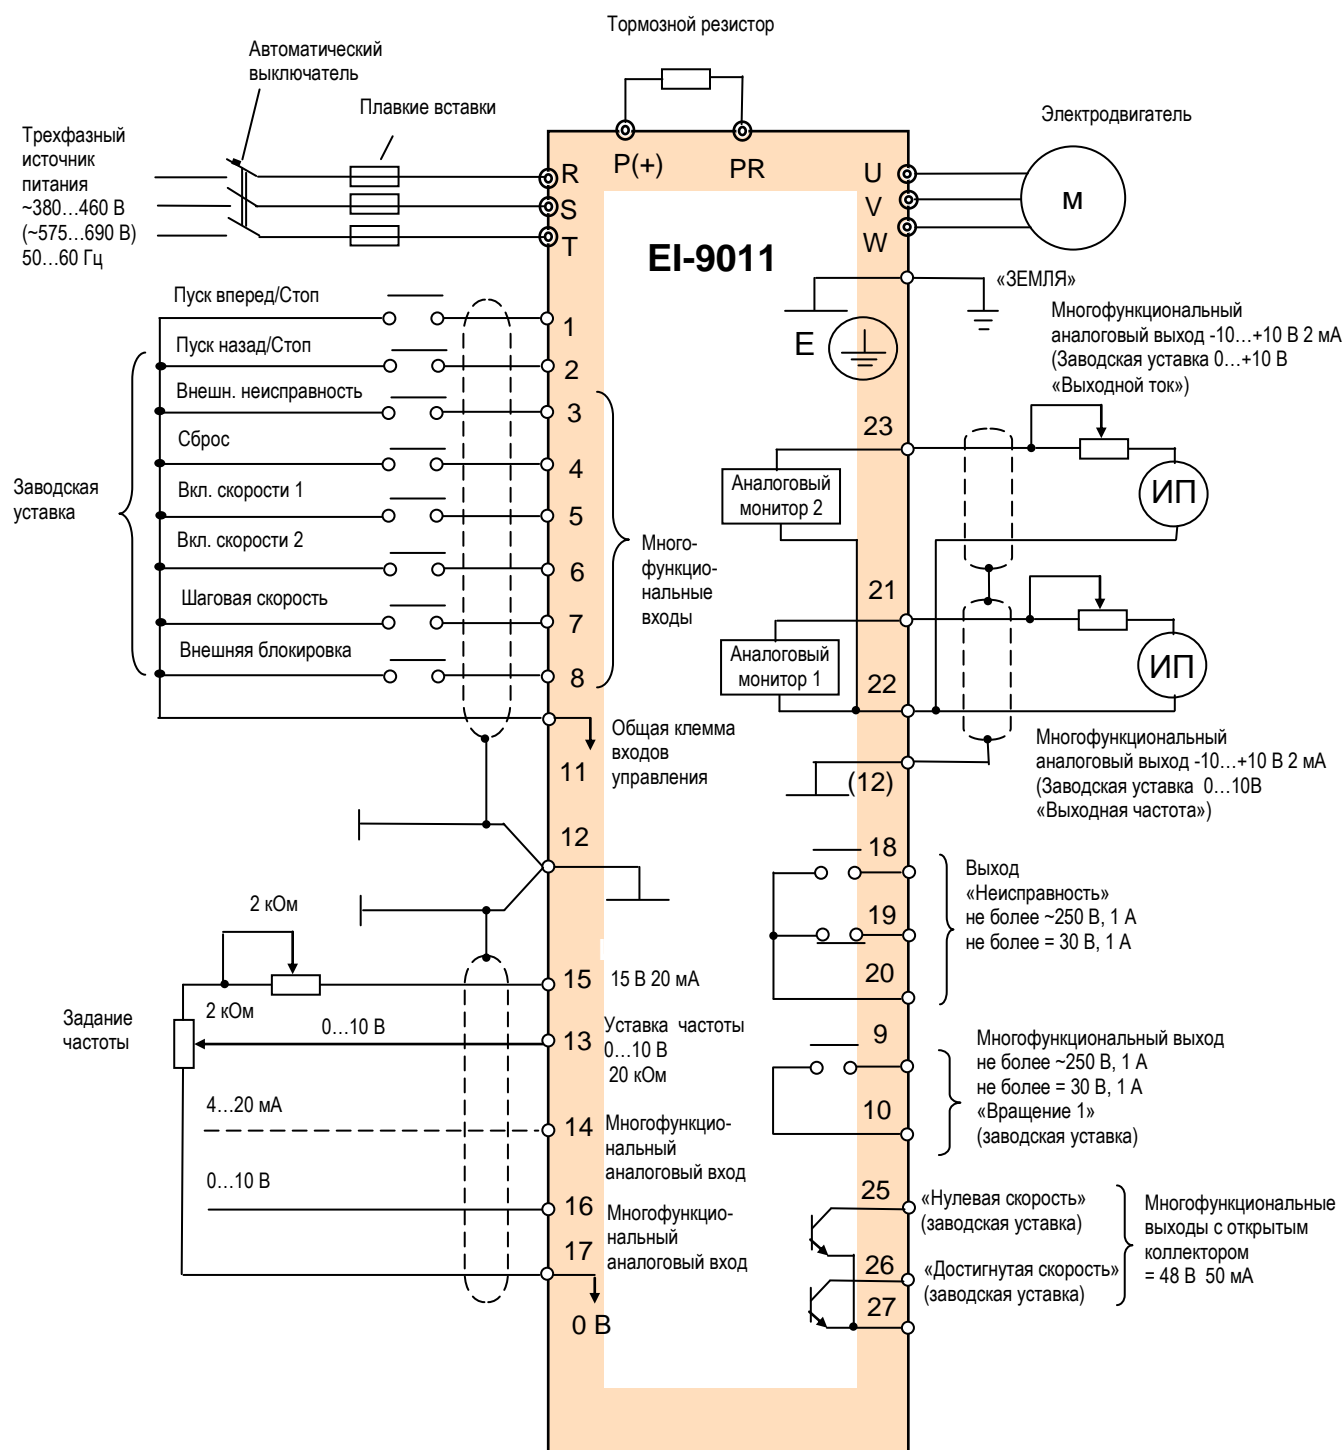 Тормозной резистор
Автоматический
выключатель
Плавкие вставки
Электродвигатель
Трехфазный
источник
питания
~380...460 В
(~575...690 В)
50...60 Гц
R
S
T
P(+)
PR
U
V
W
М
EI-9011
«ЗЕМЛЯ»
E
Пуск вперед/Стоп
1
Пуск назад/Стоп
2
Внешн. неисправность
3
Сброс
4
Вкл. скорости 1
5
Вкл. скорости 2
6
Шаговая скорость
7
Внешняя блокировка
8
Заводская
уставка
Много-
функцио-
нальные
входы
Общая клемма
входов
управления
11
12
Многофункциональный
аналоговый выход -10...+10 В 2 мА
(Заводская уставка 0...+10 В
«Выходной ток»)
23
Аналоговый
монитор 2
ИП
21
Аналоговый
монитор 1
22
ИП
Многофункциональный
аналоговый выход -10...+10 В 2 мА
(Заводская уставка 0...10В
«Выходная частота»)
(12)
18
19
20
Выход
«Неисправность»
не более ~250 В, 1 А
не более = 30 В, 1 А
2 кОм
15
15 В 20 мА
2 кОм
Задание
частоты
0...10 В
13
Уставка частоты
0...10 В
20 кОм
4...20 мА
14
Многофункцио-
нальный
аналоговый вход
0...10 В
16
Многофункцио-
нальный
аналоговый вход
17
0 В
9
10
Многофункциональный выход
не более ~250 В, 1 А
не более = 30 В, 1 А
«Вращение 1»
(заводская уставка)
25
«Нулевая скорость»
(заводская уставка)
26
«Достигнутая скорость»
(заводская уставка)
27
Многофункциональные
выходы с открытым
коллектором
= 48 В 50 мА